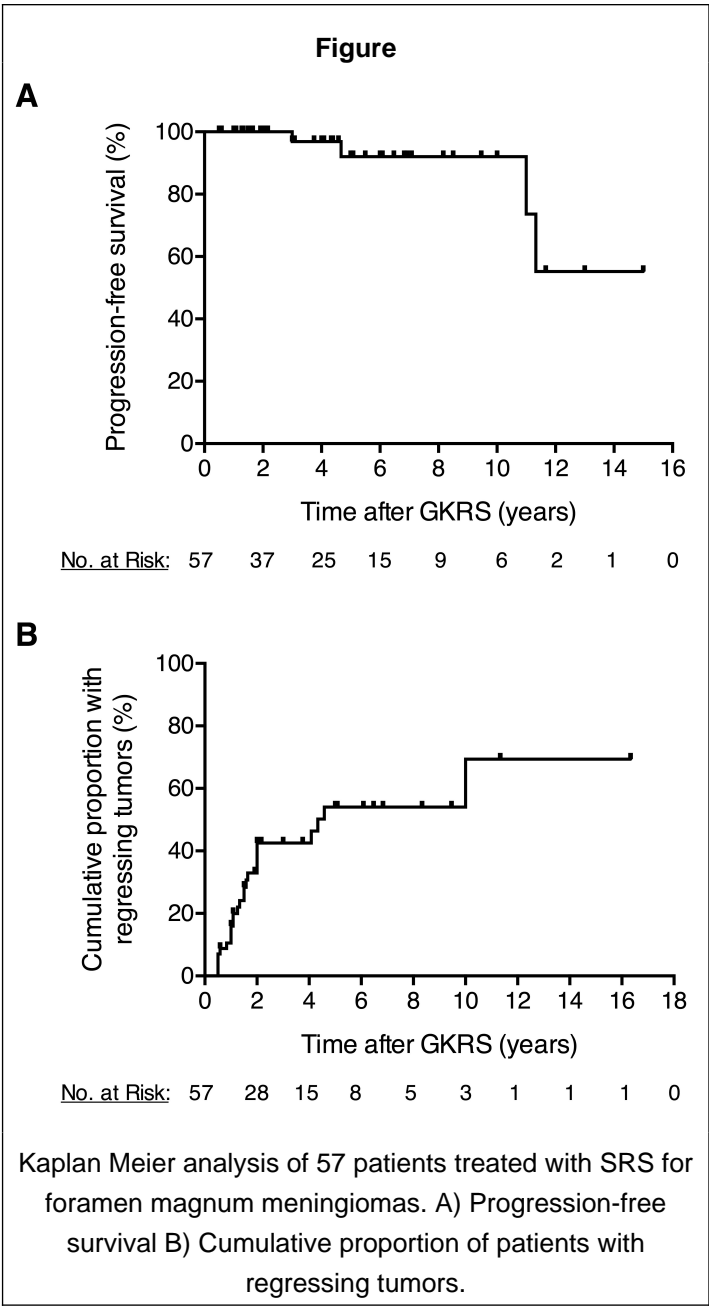 Figure
A
Progression-free survival (%)
100
80
60
40
20
0
0 2 4 6 8 10 12 14 16
Time after GKRS (years)
No. at Risk: 57 37 25 15 9 6 2 1 0
B
Cumulative proportion with
regressing tumors (%)
100
80
60
40
20
0
0 2 4 6 8 10 12 14 16 18
Time after GKRS (years)
No. at Risk: 57 28 15 8 5 3 1 1 1 0
Kaplan Meier analysis of 57 patients treated with SRS for
foramen magnum meningiomas. A) Progression-free
survival B) Cumulative proportion of patients with
regressing tumors.